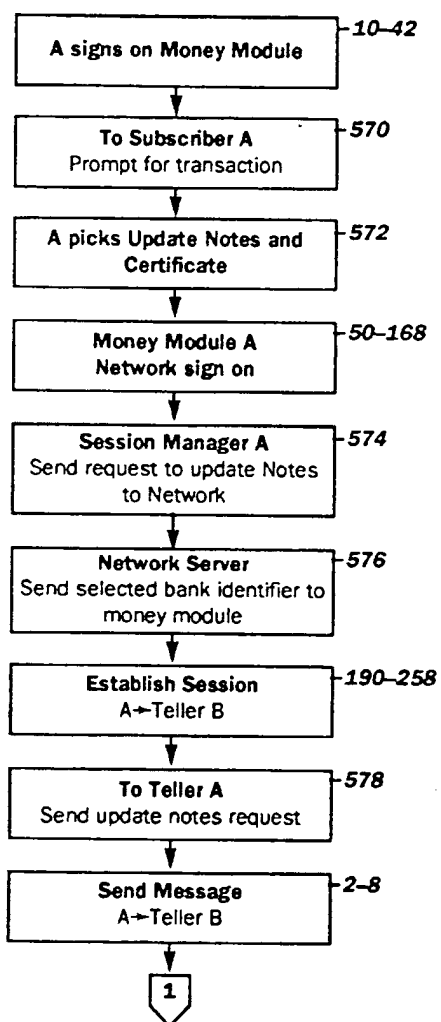 A signs on Money Module
10–42
To Subscriber A
Prompt for transaction
570
A picks Update Notes and
Certificate
572
Money Module A
Network sign on
50–168
Session Manager A
Send request to update Notes
to Network
574
Network Server
Send selected bank identifier to
money module
576
Establish Session
A→Teller B
190–258
To Teller A
Send update notes request
578
Send Message
A→Teller B
2–8
1